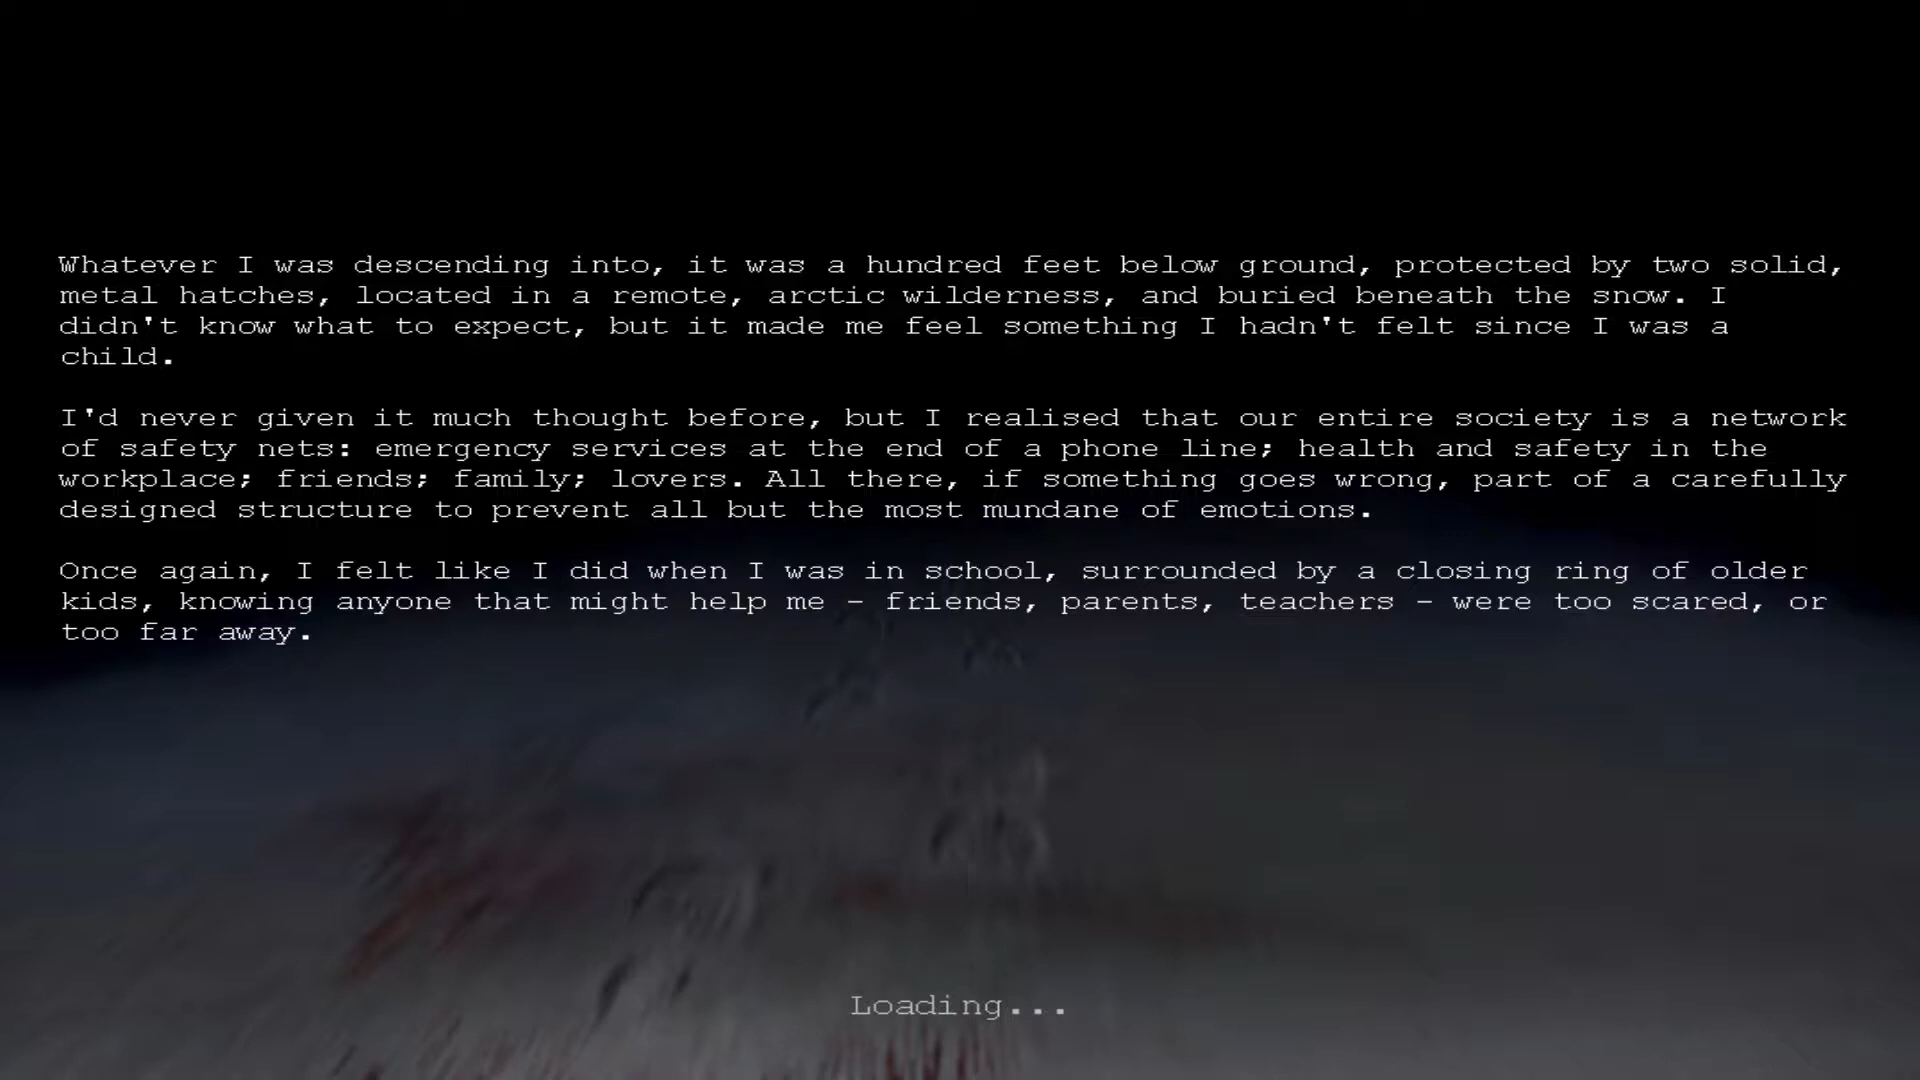 Whatever I was descending into, it was a hundred feet below ground, protected by two solid,
metal hatches, located in a remote, arctic wilderness, and buried beneath the snow. I
didn't know what to expect, but it made me feel something I hadn't felt since I was a
child.
I'd never given it much thought before, but I realised that our entire society is a network
of safety nets: emergency services at the end of a phone line; health and safety in the
workplace; friends; family; lovers. All there, if something goes wrong, part of a carefully
designed structure to prevent all but the most mundane of emotions.
Once again, I felt like I did when I was in school, surrounded by a closing ring of older
kids, knowing anyone that might help me - friends, parents, teachers - were too scared, or
too far away.
Loading...